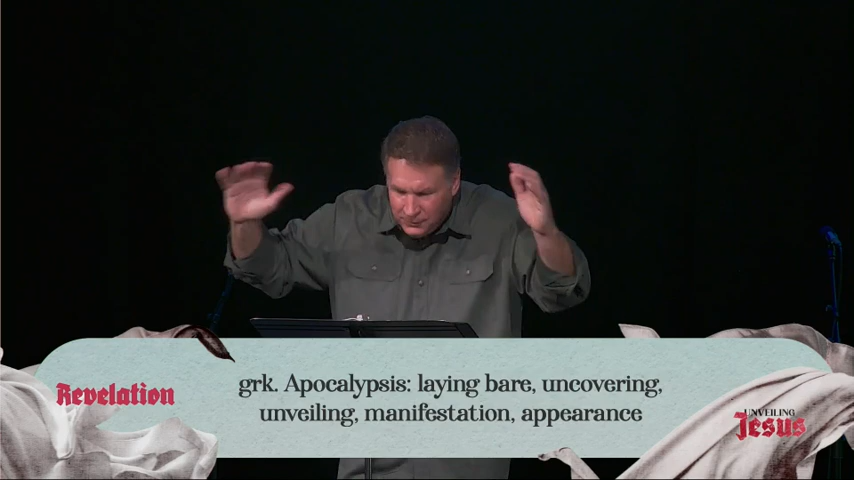 Revelation
grk. Apocalypsis: laying bare, uncovering,
unveiling, manifestation, appearance
UNVEILING
Jesus